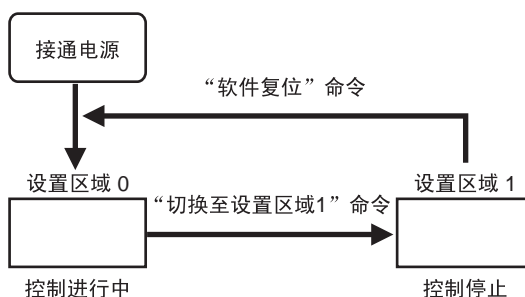 接通电源
“软件复位”命令
设置区域 0
设置区域 1
“切换至设置区域1”命令
控制进行中
控制停止